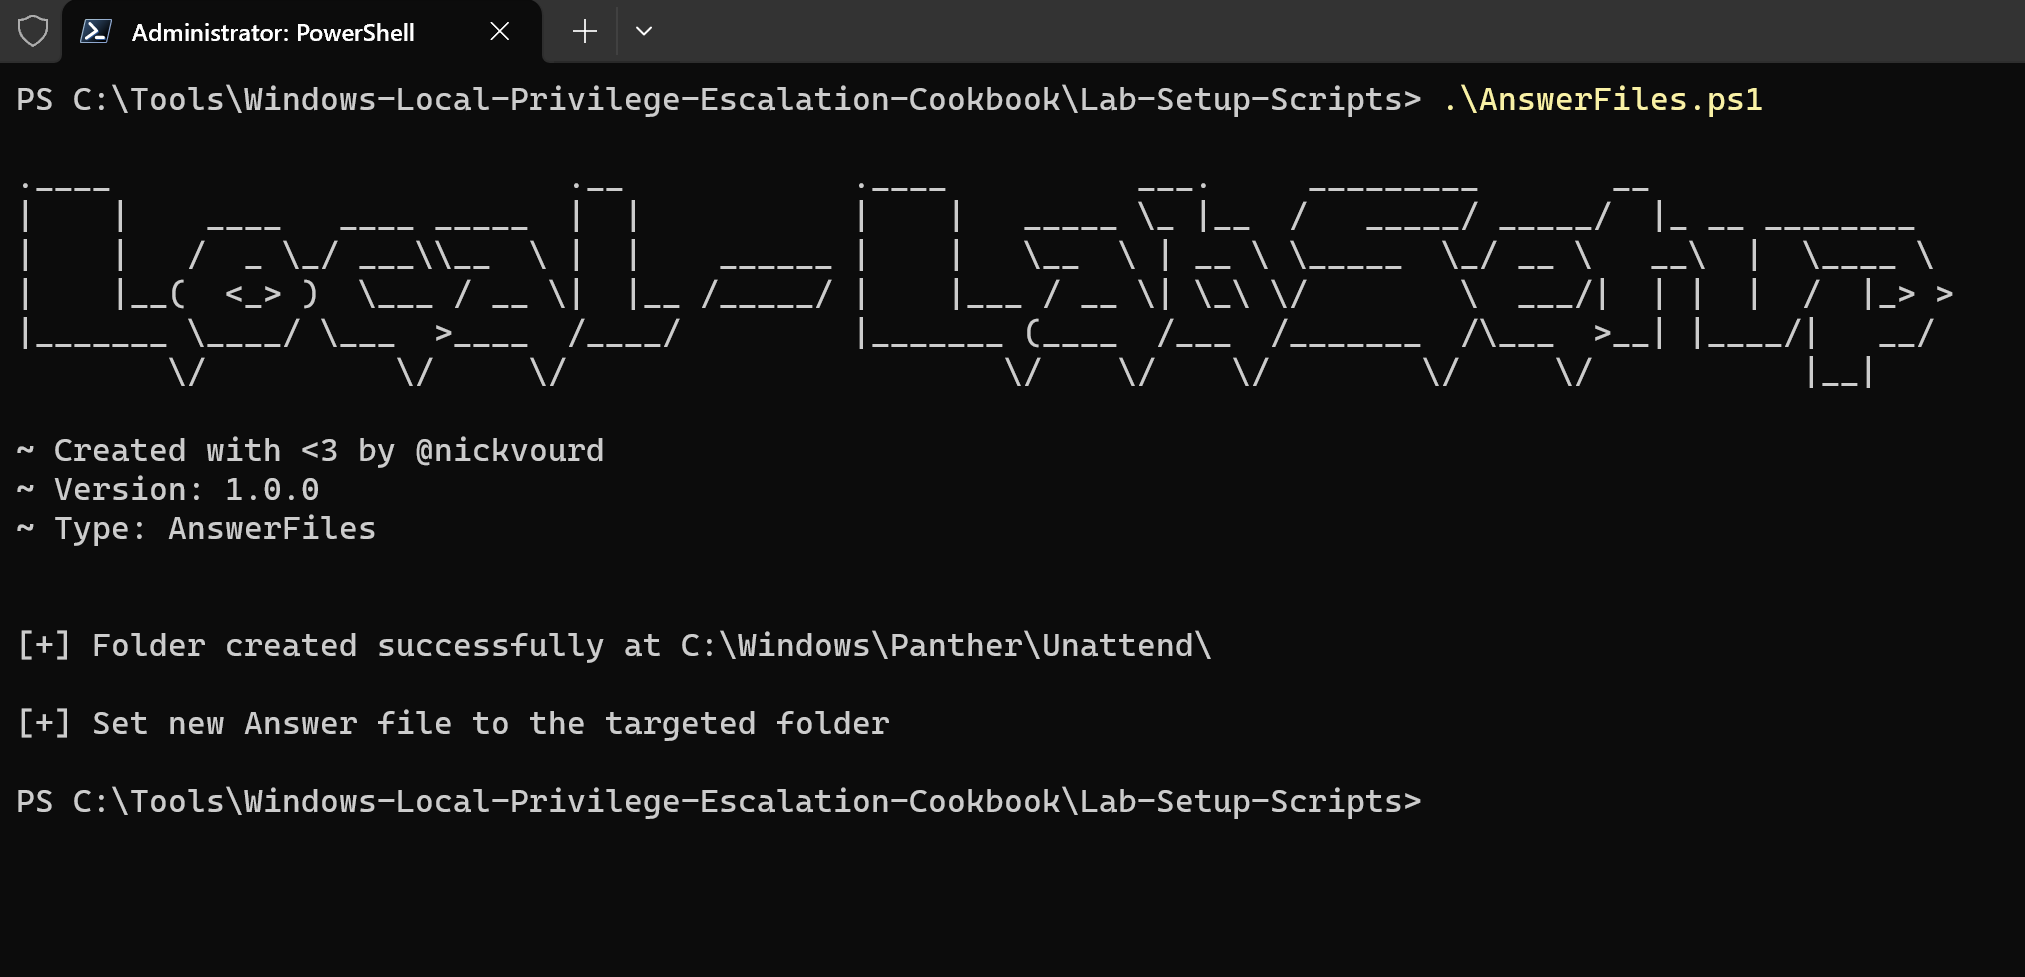 Administrator: PowerShell
PS C:\Tools\Windows-Local-Privilege-Escalation-Cookbook\Lab-Setup-Scripts> .\AnswerFiles.ps1
Local-LabSetup
~ Created with <3 by @nickvourd
~ Version: 1.0.0
~ Type: AnswerFiles
[+] Folder created successfully at C:\Windows\Panther\Unattend\
[+] Set new Answer file to the targeted folder
PS C:\Tools\Windows-Local-Privilege-Escalation-Cookbook\Lab-Setup-Scripts>